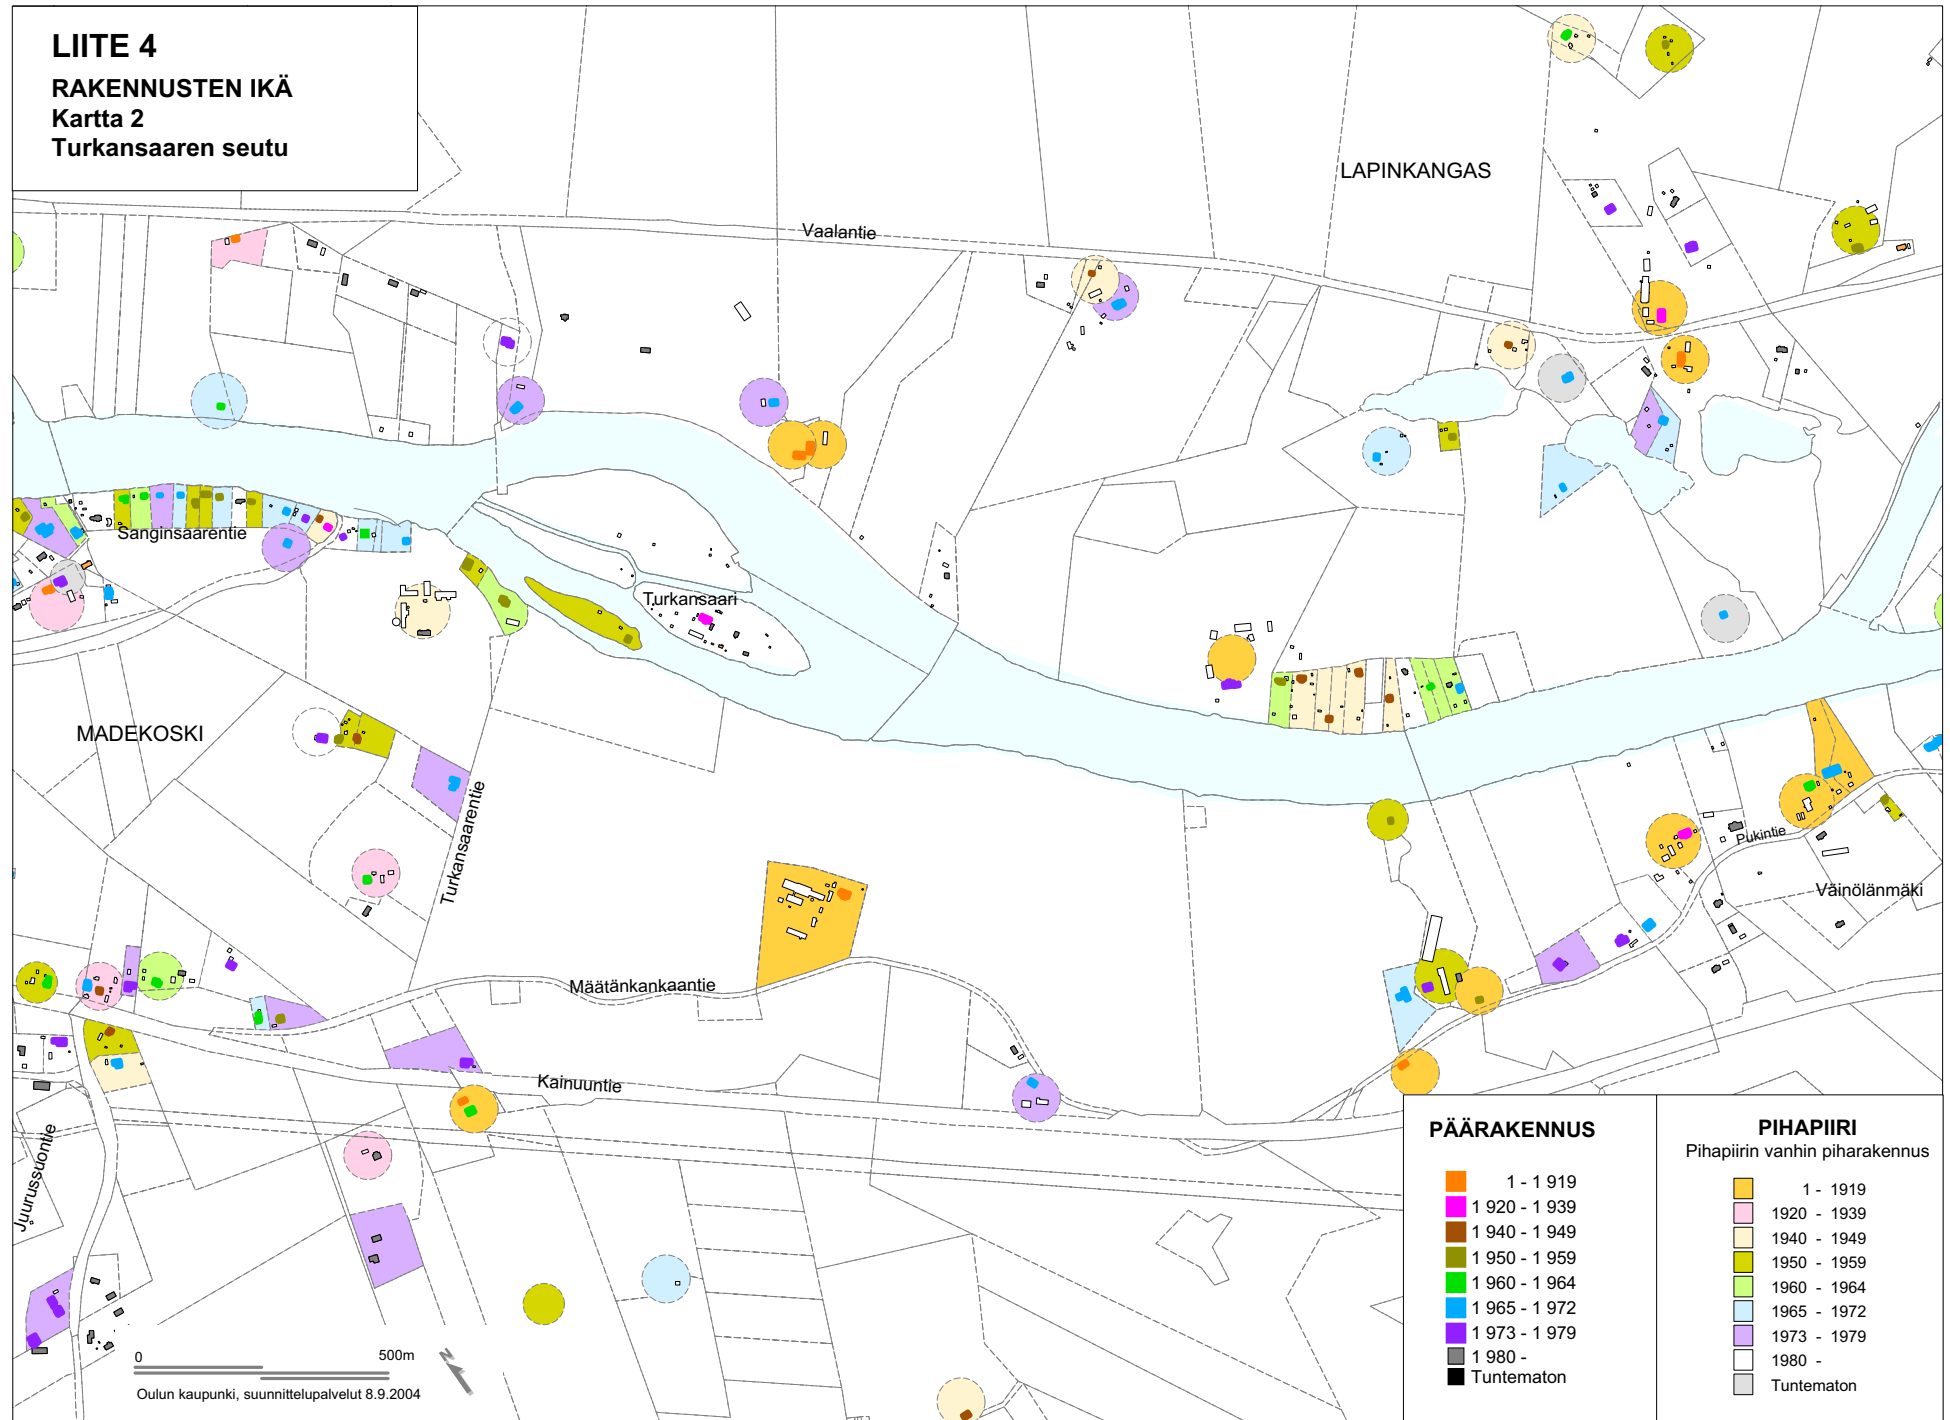 LIITE 4
RAKENNUSTEN IKÄ
Kartta 2
Turkansaaren seutu
LAPINKANGAS
Vaalantie
Sanginsaarentie
Turkansaari
MADEKOSKI
Turkansaarentie
Pukintie
Väinölänmäki
Määtänkankaantie
Kainuuntie
Juurussuontie
0 500m
N
Oulun kaupunki, suunnittelupalvelut 8.9.2004
PÄÄRAKENNUS
1 - 1 919
1 920 - 1 939
1 940 - 1 949
1 950 - 1 959
1 960 - 1 964
1 965 - 1 972
1 973 - 1 979
1 980 -
Tuntematon
PIHAPIIRI
Pihapiirin vanhin piharakennus
1 - 1919
1920 - 1939
1940 - 1949
1950 - 1959
1960 - 1964
1965 - 1972
1973 - 1979
1980 -
Tuntematon